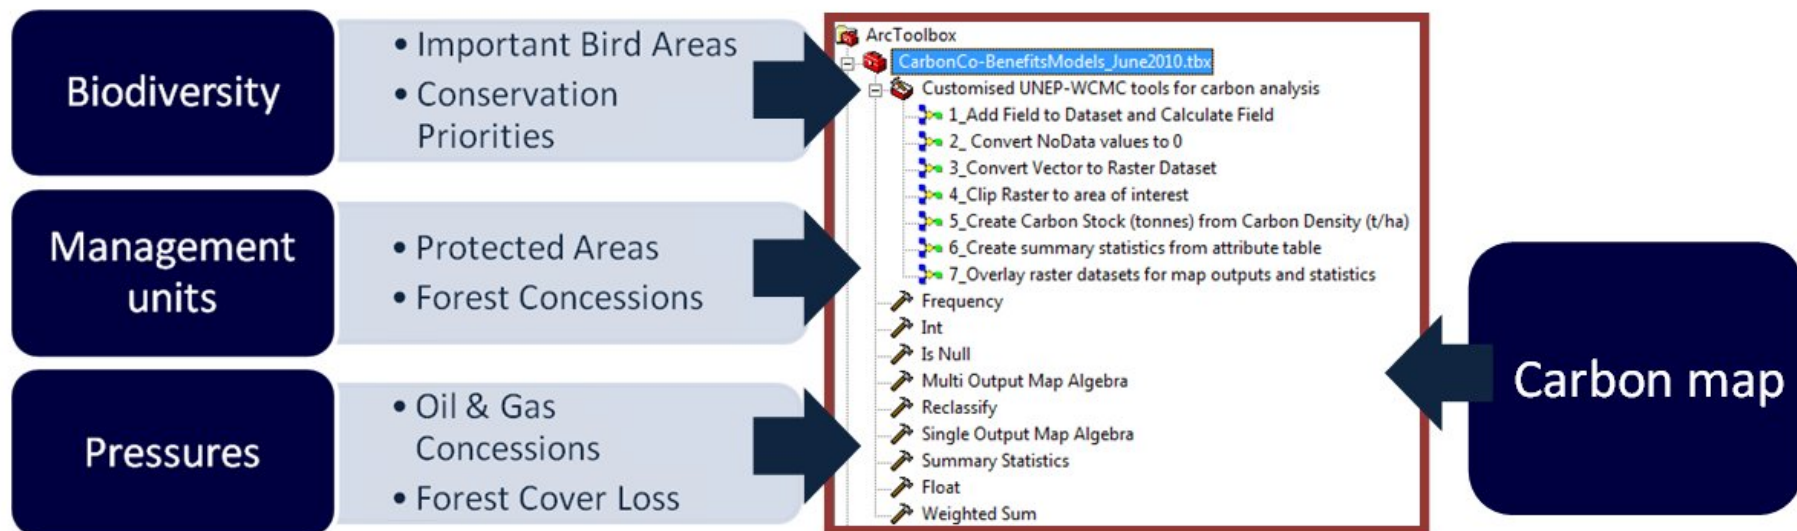 Biodiversity
• Important Bird Areas
• Conservation
Priorities
Management
units
• Protected Areas
• Forest Concessions
Pressures
• Oil & Gas
Concessions
• Forest Cover Loss
ArcToolbox
CarbonCo-BenefitsModels_June2010.tbx
Customised UNEP-WCMC tools for carbon analysis
1_Add Field to Dataset and Calculate Field
2_ Convert NoData values to 0
3_Convert Vector to Raster Dataset
4_Clip Raster to area of interest
5_Create Carbon Stock (tonnes) from Carbon Density (t/ha)
6_Create summary statistics from attribute table
7_Overlay raster datasets for map outputs and statistics
Frequency
Int
Is Null
Multi Output Map Algebra
Reclassify
Single Output Map Algebra
Summary Statistics
Float
Weighted Sum
Carbon map